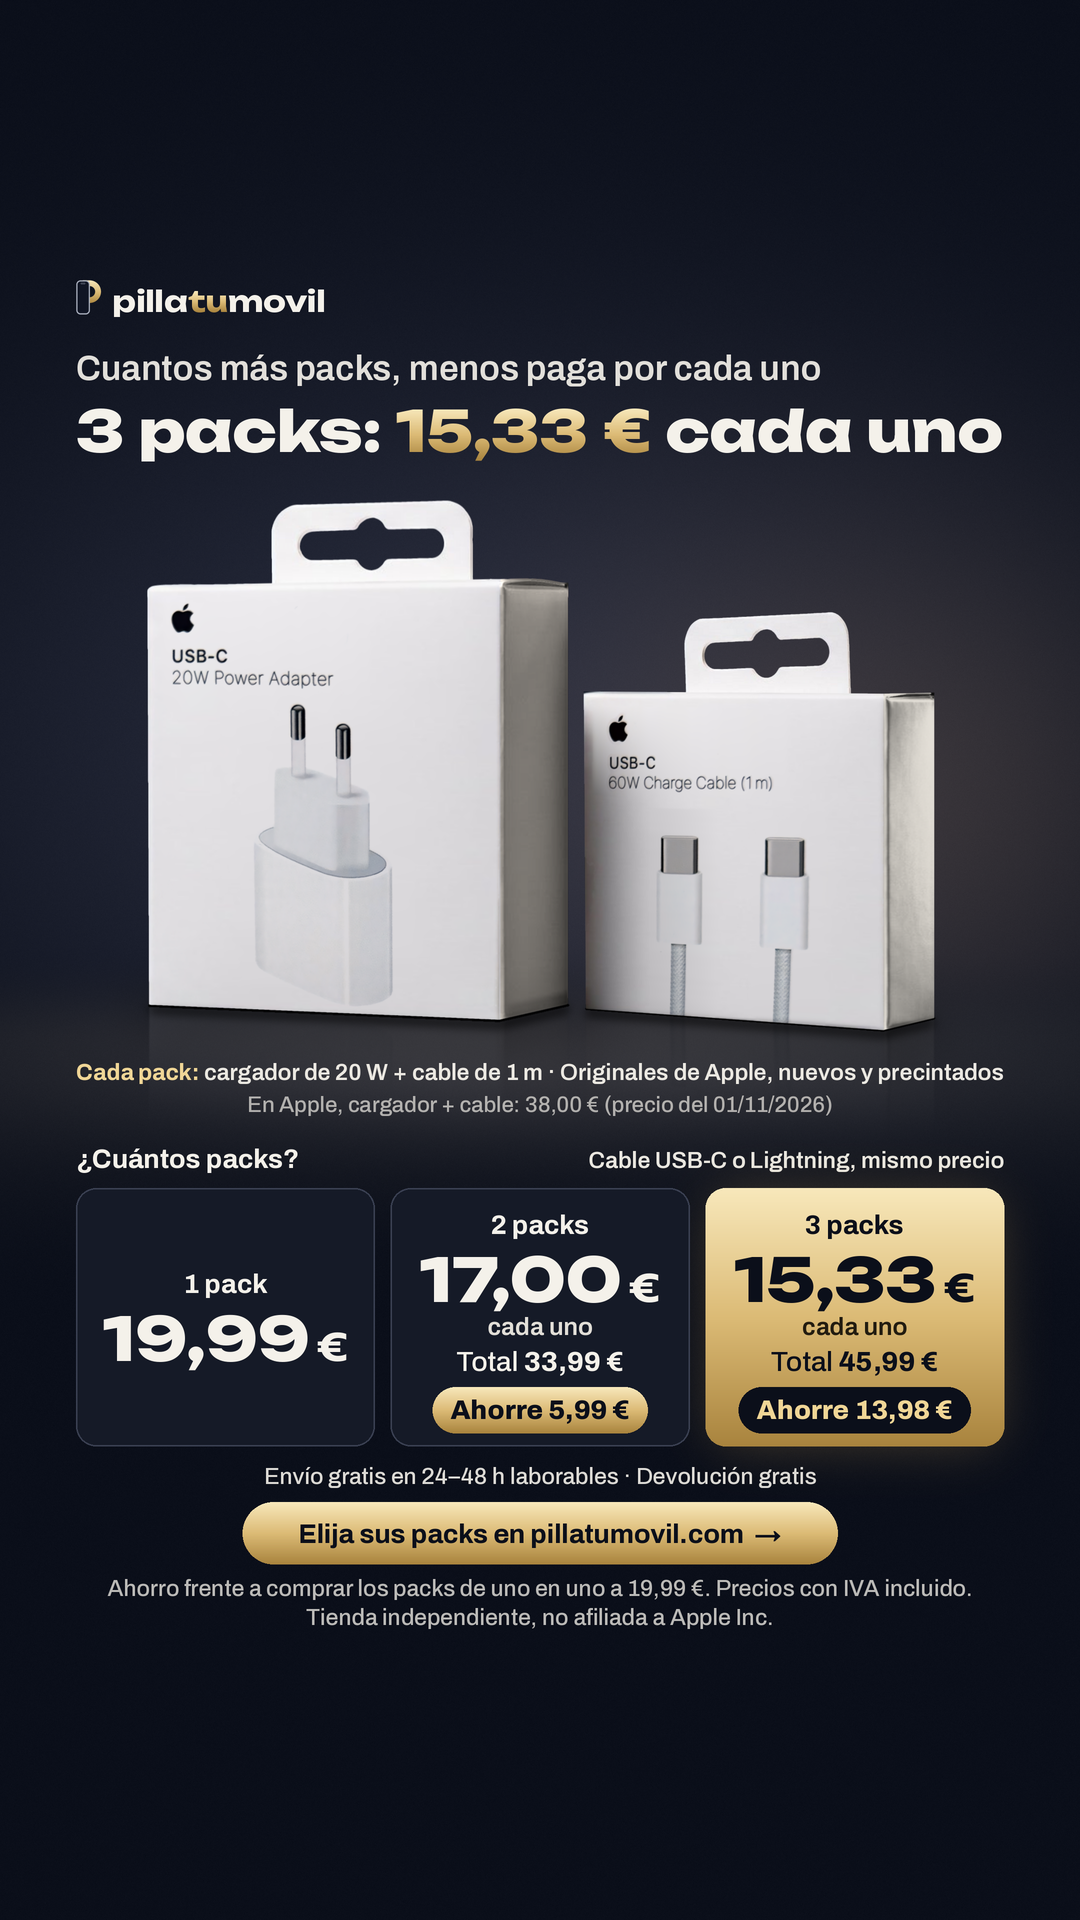 pillatumovil
Cuantos más packs, menos paga por cada uno
3 packs: 15,33 € cada uno
USB-C
20W Power Adapter
USB-C
60W Charge Cable (1 m)
Cada pack: cargador de 20 W + cable de 1 m · Originales de Apple, nuevos y precintados
En Apple, cargador + cable: 38,00 € (precio del 01/11/2026)
¿Cuántos packs?
Cable USB-C o Lightning, mismo precio
1 pack
19,99 €
2 packs
17,00 €
cada uno
Total 33,99 €
Ahorre 5,99 €
3 packs
15,33 €
cada uno
Total 45,99 €
Ahorre 13,98 €
Envío gratis en 24–48 h laborables · Devolución gratis
Elija sus packs en pillatumovil.com →
Ahorro frente a comprar los packs de uno en uno a 19,99 €. Precios con IVA incluido.
Tienda independiente, no afiliada a Apple Inc.